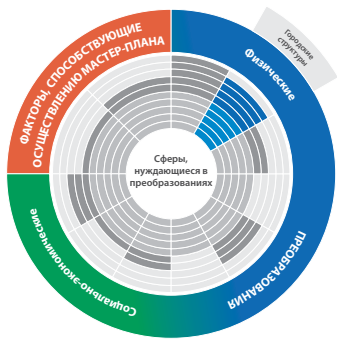 ФАКТОРЫ, СПОСОБСТВУЮЩИЕ
ОСУЩЕСТВЛЕНИЮ МАСТЕР-ПЛАНА
Городские
структуры
Физические
Сферы,
нуждающиеся в
преобразованиях
Социально-экономические
ПРЕОБРАЗОВАНИЯ